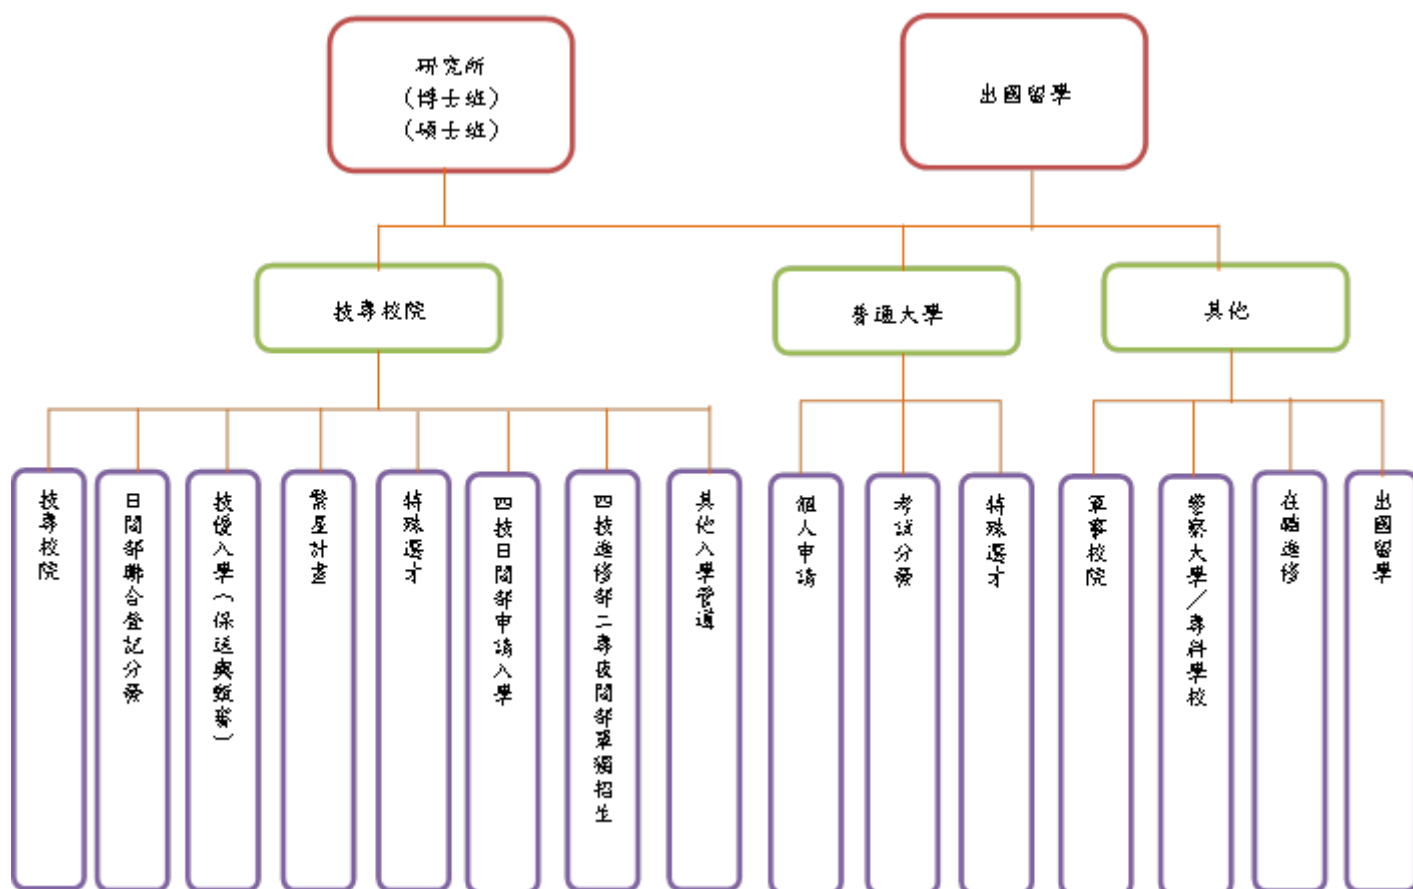 研究所
(博士班)
(碩士班)
出國留學
技專校院
普通大學
其他
技專校院
日間部聯合登記分發
技優入學(保送與甄審)
繁星計畫
特殊選才
四技日間部申請入學
四技進修部二專夜間部單獨招生
其他入學管道
個人申請
考試分發
特殊選才
軍事校院
警察大學/專科學校
在職進修
出國留學